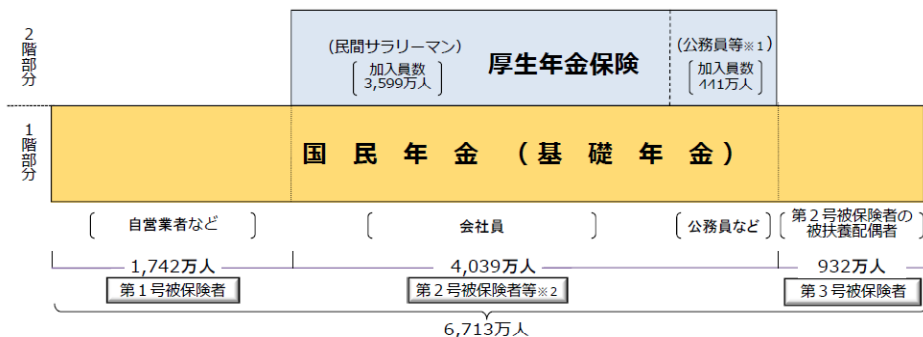 2階部分
(民間サラリーマン)
加入員数
3,599万人
厚生年金保険
(公務員等※1)
加入員数
441万人
1階部分
国民年金(基礎年金)
自営業者など
会社員
公務員など
第2号被保険者の
被扶養配偶者
1,742万人
4,039万人
932万人
第1号被保険者
第2号被保険者等※2
第3号被保険者
6,713万人